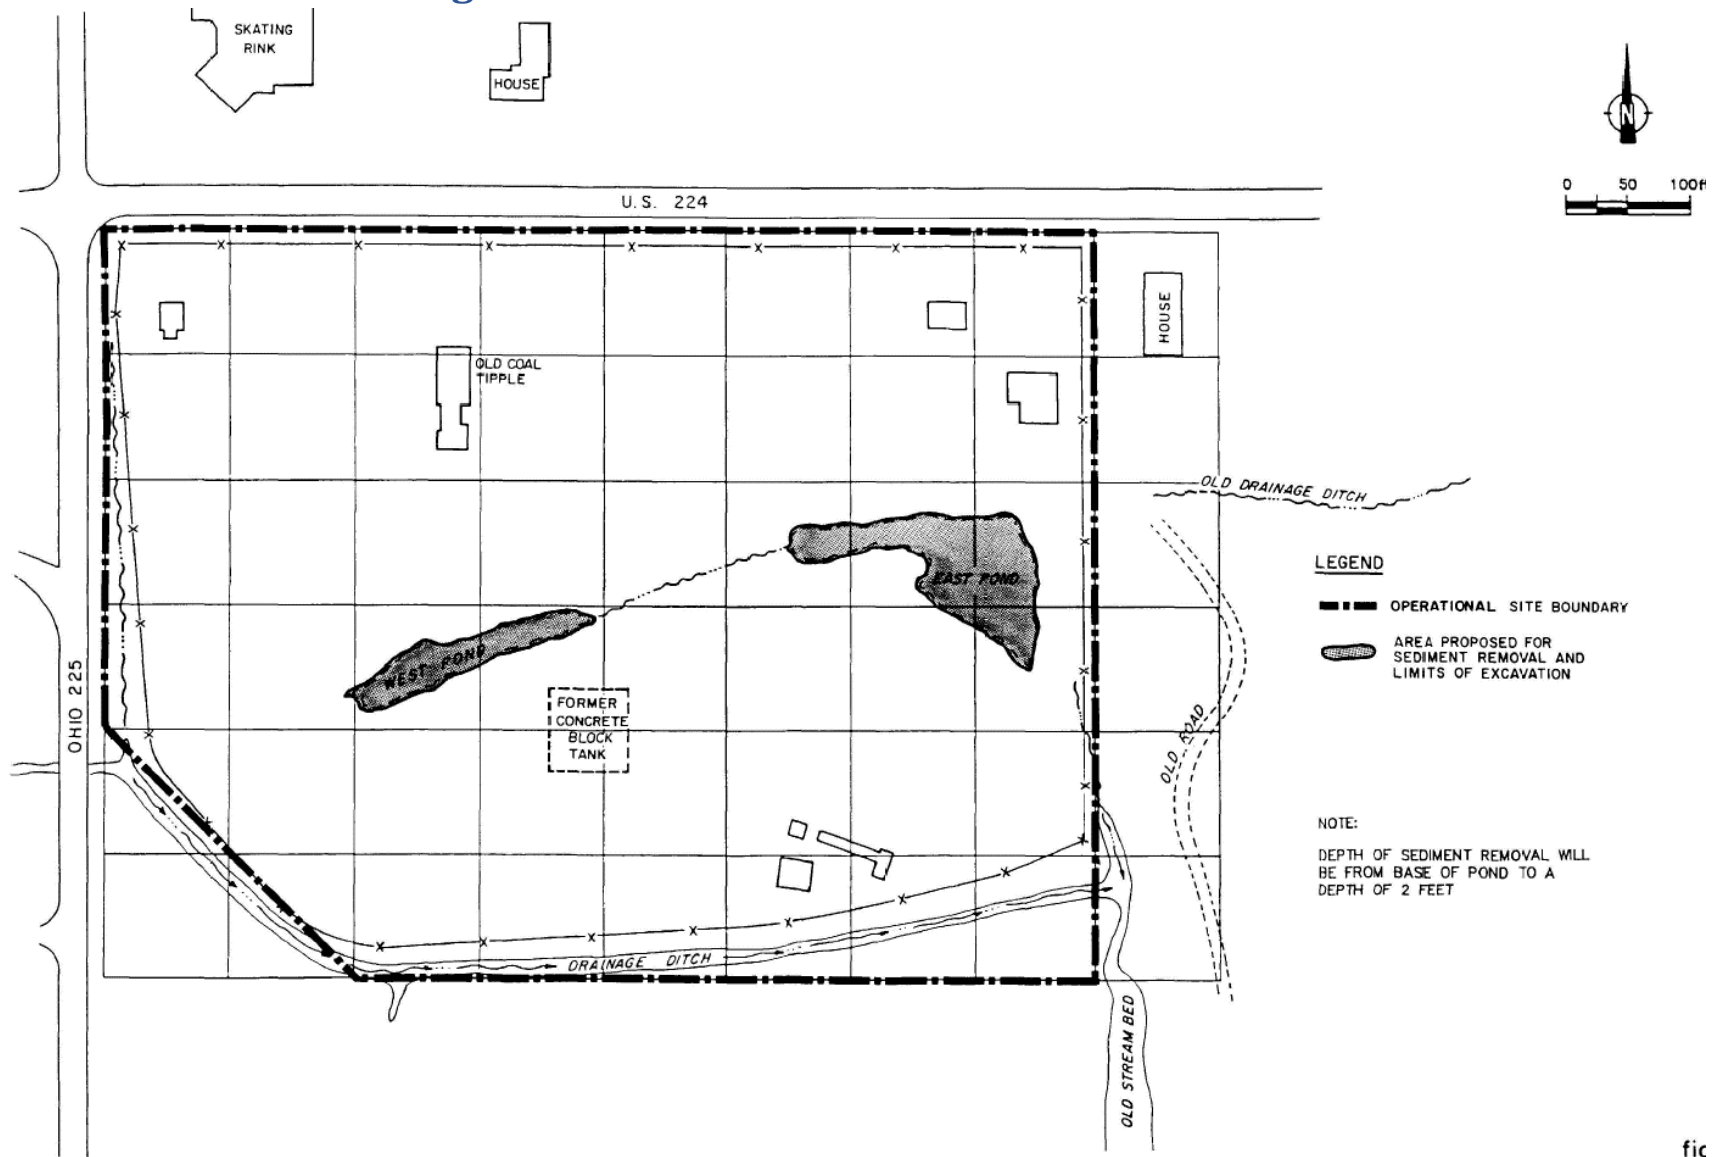 SKATING
RINK
HOUSE
N
0 50 100ft
U.S. 224
HOUSE
OLD COAL
TIPPLE
OLD DRAINAGE DITCH
LEGEND
EAST POND
OPERATIONAL SITE BOUNDARY
AREA PROPOSED FOR
SEDIMENT REMOVAL AND
LIMITS OF EXCAVATION
WEST POND
OHIO 225
FORMER
CONCRETE
BLOCK
TANK
OLD ROAD
NOTE:
DEPTH OF SEDIMENT REMOVAL WILL
BE FROM BASE OF POND TO A
DEPTH OF 2 FEET
DRAINAGE DITCH
OLD STREAM BED